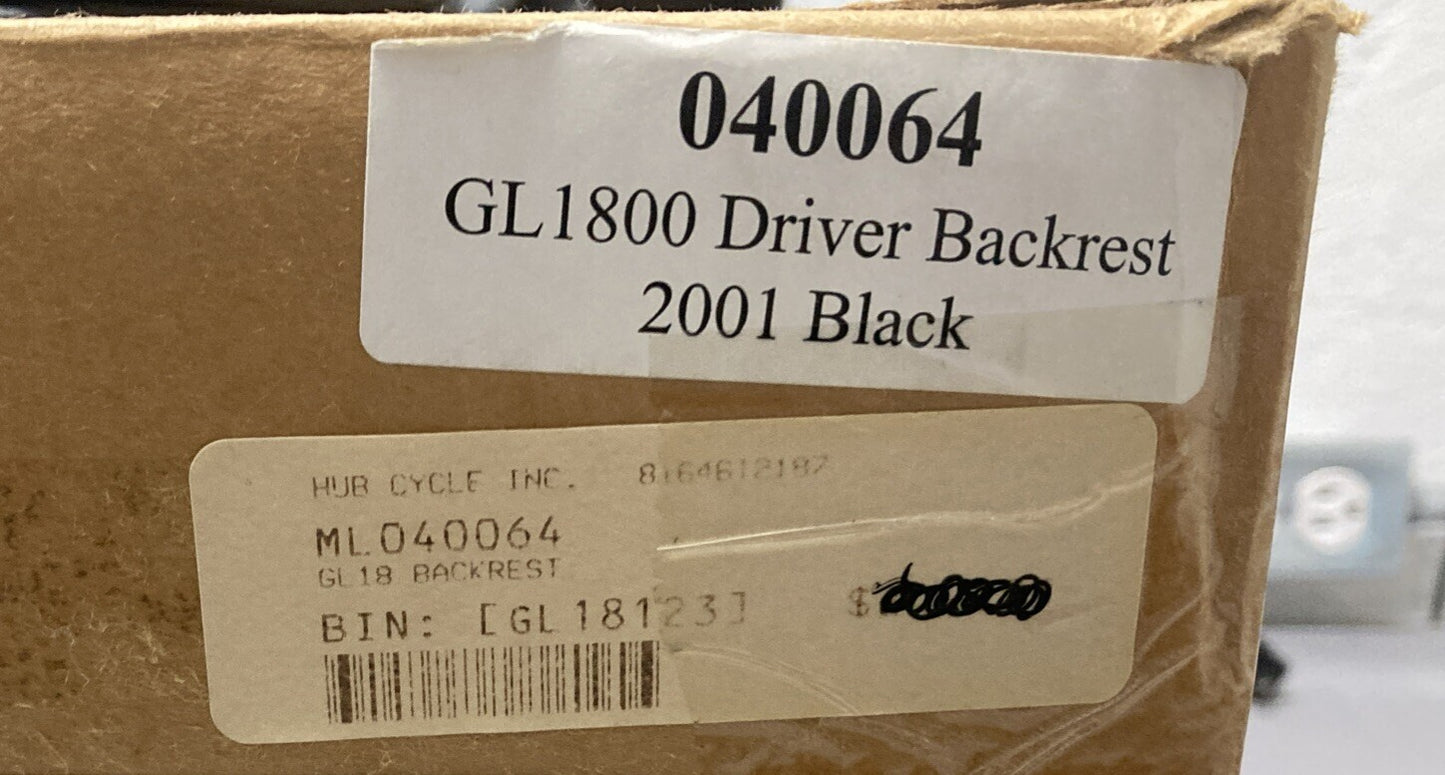 040064
GL1800 Driver Backrest
2001 Black
HUB CYCLE INC. 8164612187
ML040064
GL18 BACKREST
BIN: [GL18123]
$